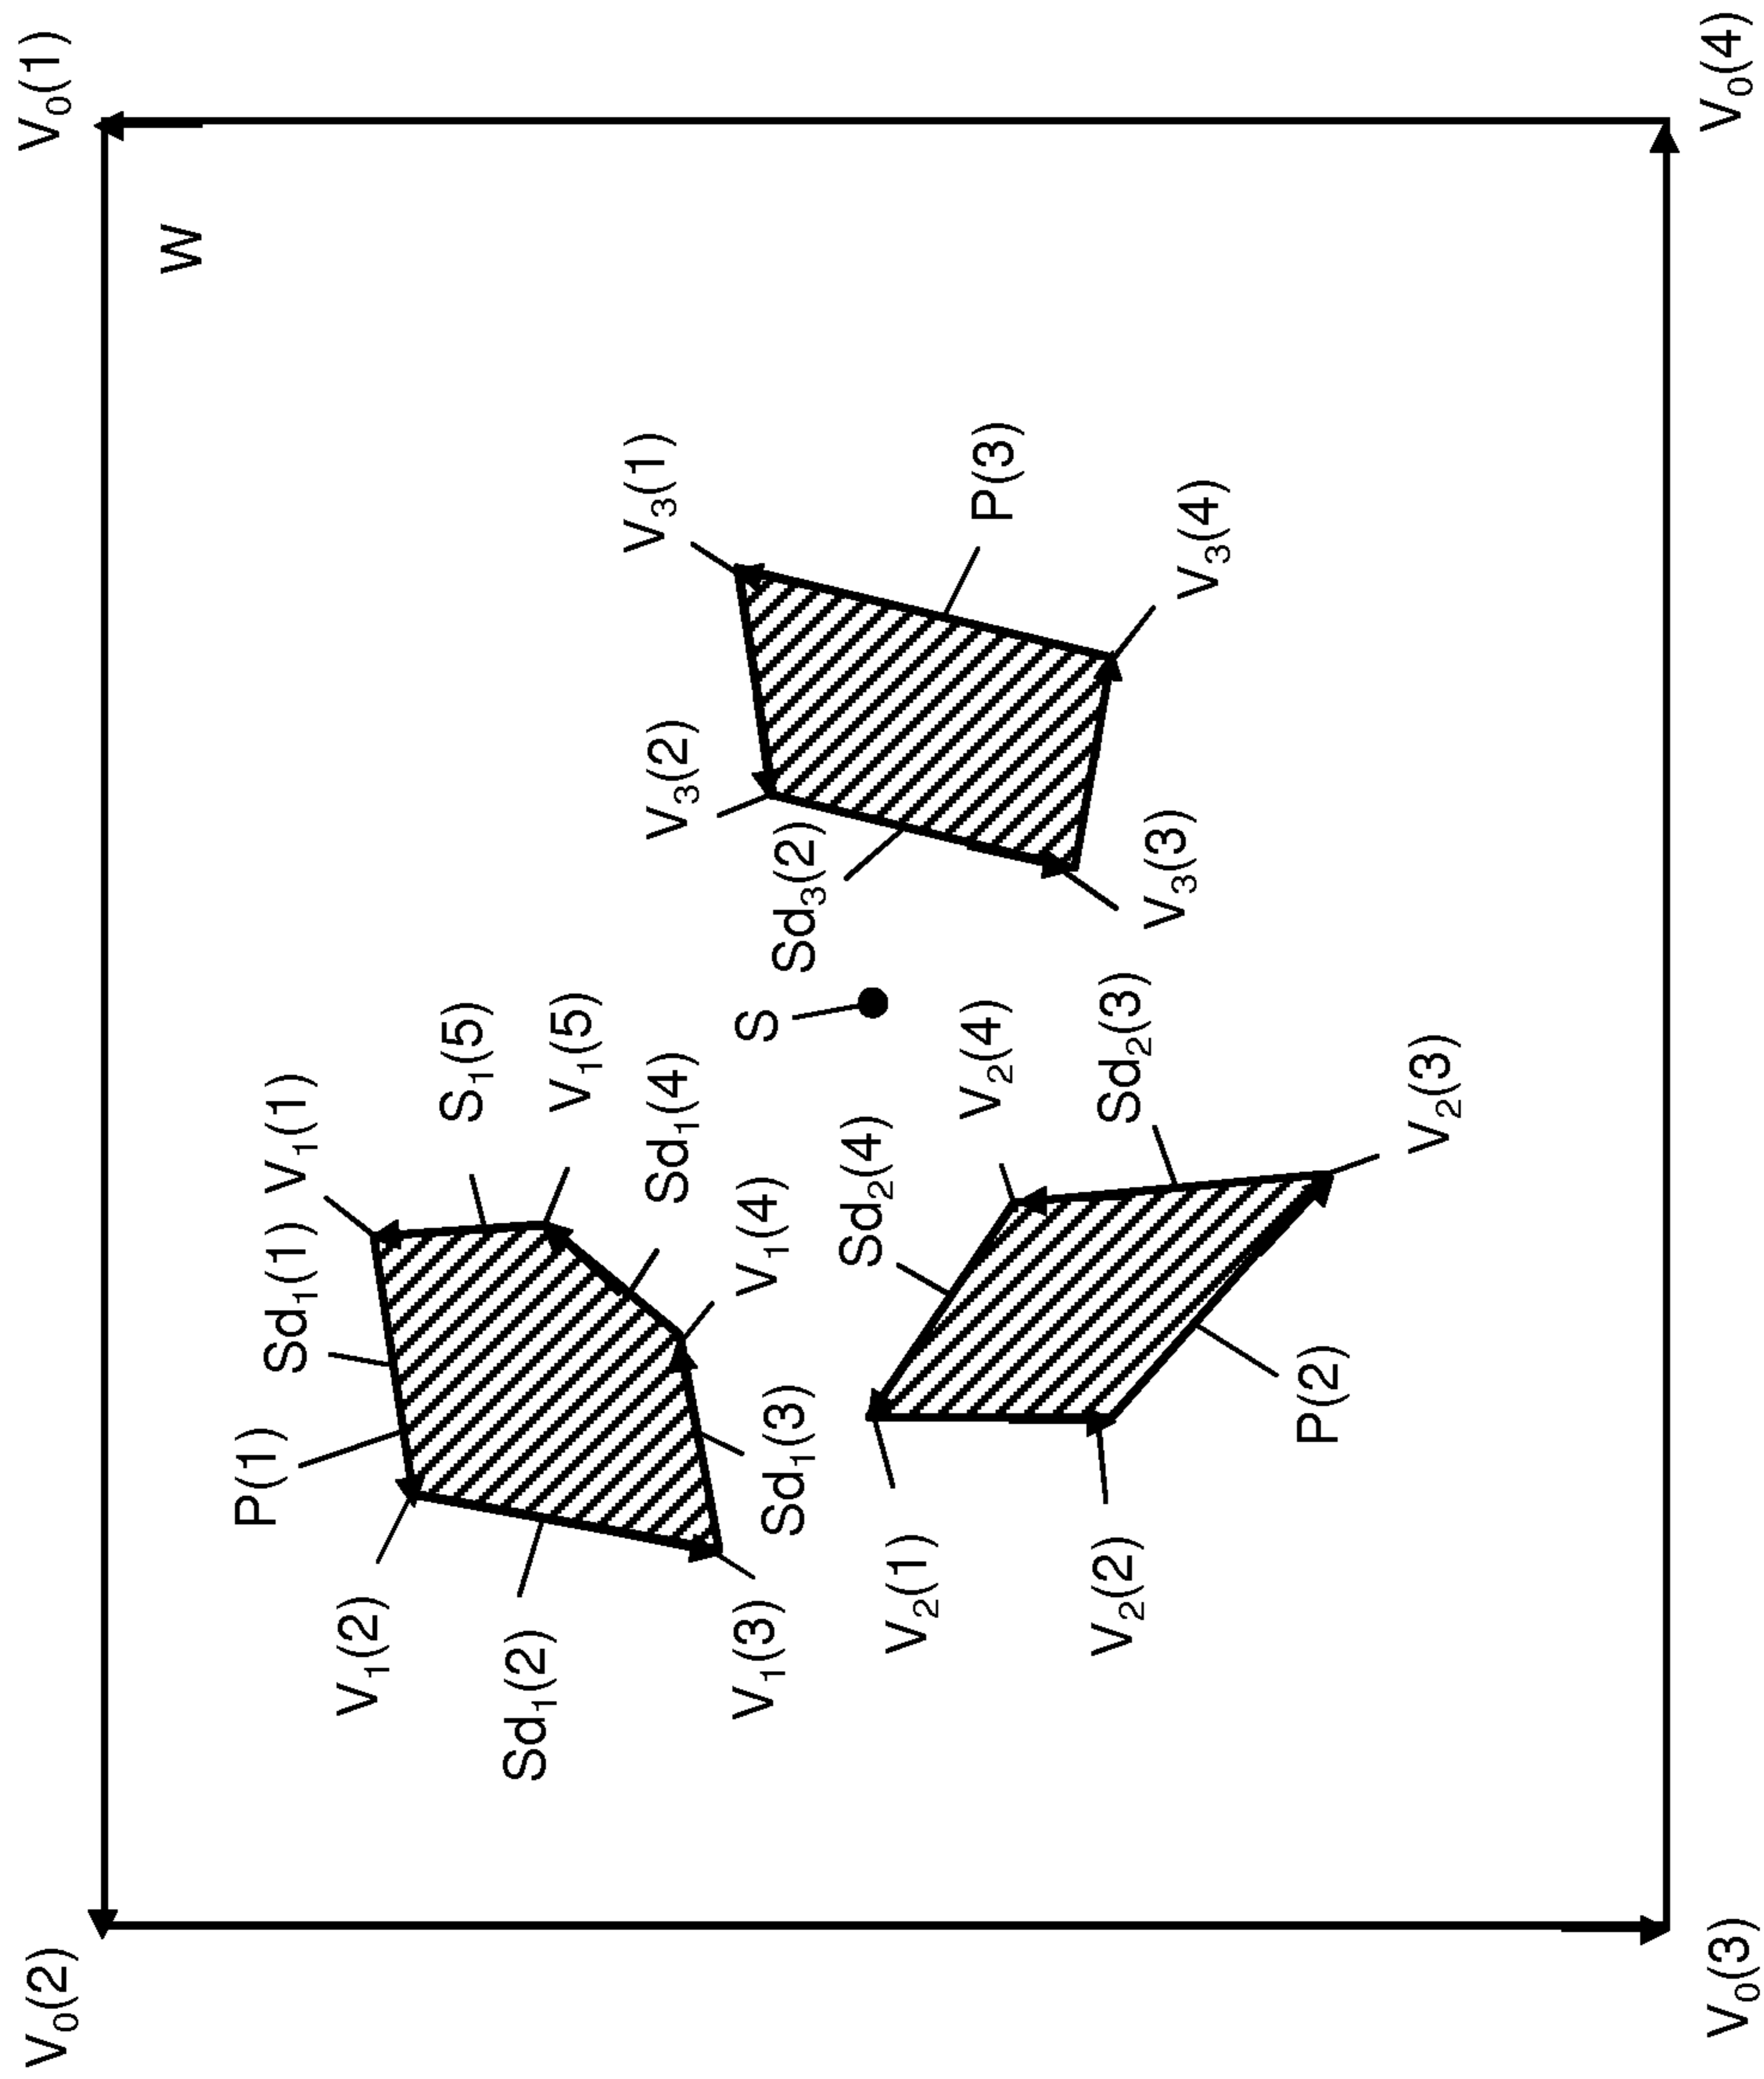 V₀(2)
V₀(1)
W
P(1)
V₁(2)
Sd₁(1)
V₁(1)
Sd₁(2)
S₁(5)
V₁(5)
Sd₁(4)
V₃(2)
V₃(1)
V₁(3)
Sd₁(3)
V₁(4)
S
Sd₃(2)
V₂(1)
Sd₂(4)
V₂(4)
P(3)
V₂(2)
Sd₂(3)
V₃(3)
V₃(4)
P(2)
V₂(3)
V₀(3)
V₀(4)